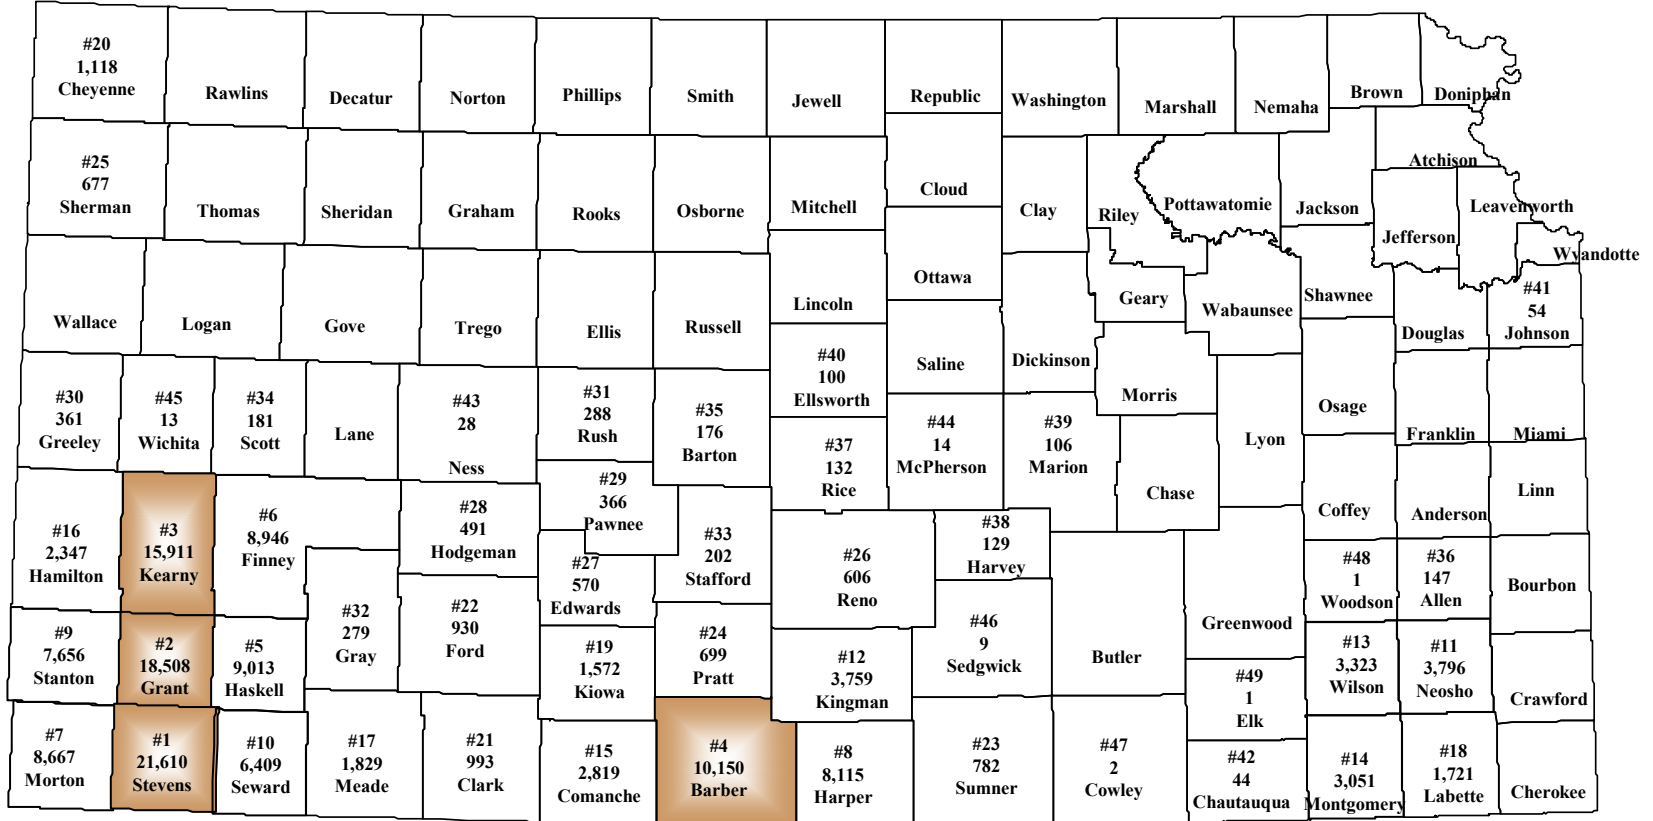 #20
1,118
Cheyenne
Rawlins
Decatur
Norton
Phillips
Smith
Jewell
Republic
Washington
Marshall
Nemaha
Brown
Doniphan
#25
677
Sherman
Thomas
Sheridan
Graham
Rooks
Osborne
Mitchell
Cloud
Clay
Riley
Pottawatomie
Jackson
Atchison
Jefferson
Leavenworth
Wyandotte
Wallace
Logan
Gove
Trego
Ellis
Russell
Lincoln
Ottawa
Saline
Dickinson
Geary
Wabaunsee
Shawnee
Douglas
#41
54
Johnson
#30
361
Greeley
#45
13
Wichita
#34
181
Scott
Lane
#43
28
Ness
#31
288
Rush
#35
176
Barton
#40
100
Ellsworth
#37
132
Rice
#44
14
McPherson
#39
106
Marion
Morris
Chase
Lyon
Osage
Franklin
Miami
Coffey
Anderson
Linn
#16
2,347
Hamilton
#3
15,911
Kearny
#6
8,946
Finney
#28
491
Hodgeman
#29
366
Pawnee
#33
202
Stafford
#27
570
Edwards
#26
606
Reno
#38
129
Harvey
#48
1
Woodson
#36
147
Allen
Bourbon
#9
7,656
Stanton
#2
18,508
Grant
#5
9,013
Haskell
#32
279
Gray
#22
930
Ford
#19
1,572
Kiowa
#24
699
Pratt
#12
3,759
Kingman
#46
9
Sedgwick
Butler
Greenwood
#49
1
Elk
#13
3,323
Wilson
#11
3,796
Neosho
Crawford
#7
8,667
Morton
#1
21,610
Stevens
#10
6,409
Seward
#17
1,829
Meade
#21
993
Clark
#15
2,819
Comanche
#4
10,150
Barber
#8
8,115
Harper
#23
782
Sumner
#47
2
Cowley
#42
44
Chautauqua
#14
3,051
Montgomery
#18
1,721
Labette
Cherokee